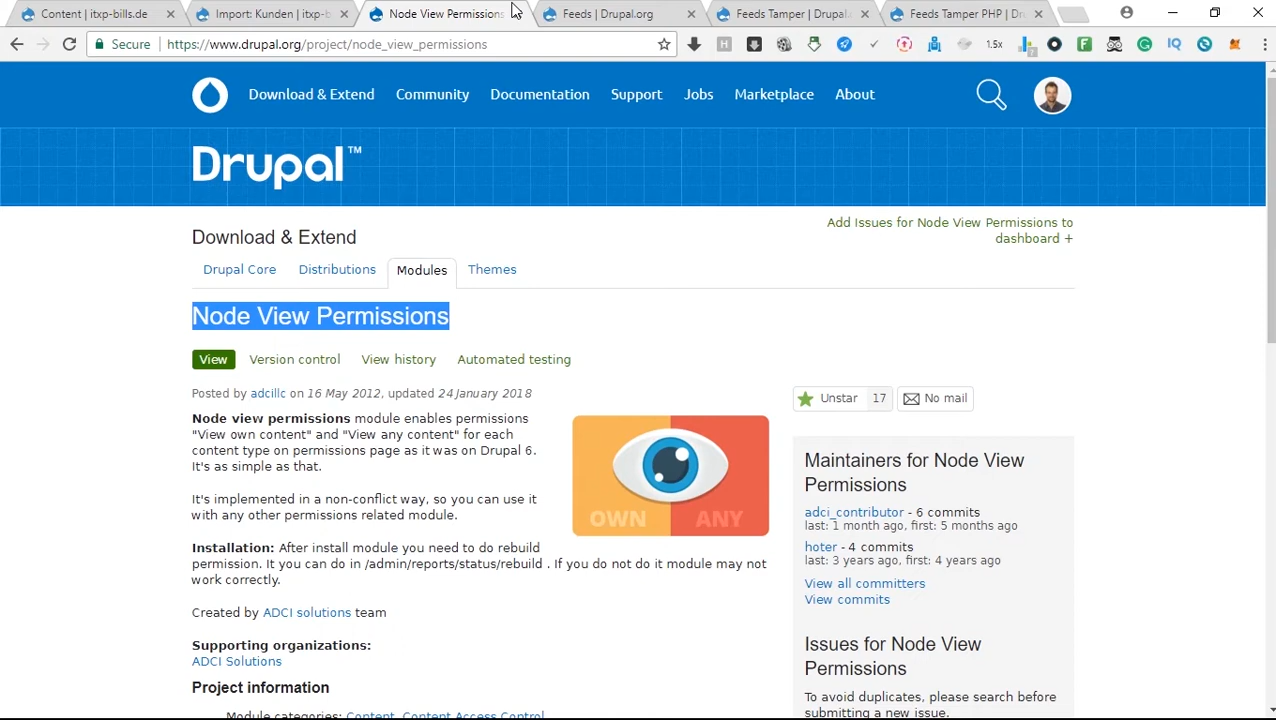 Content | itxp-bills.de
Import: Kunden | itxp-b
Node View Permissions
Feeds | Drupal.org
Feeds Tamper | Drupal.
Feeds Tamper PHP | Dr
Secure
https://www.drupal.org/project/node_view_permissions
1.5x
Download & Extend
Community
Documentation
Support
Jobs
Marketplace
About
Drupal™
Add Issues for Node View Permissions to
dashboard +
Download & Extend
Drupal Core
Distributions
Modules
Themes
Node View Permissions
View
Version control
View history
Automated testing
Posted by adcillc on 16 May 2012, updated 24 January 2018
Node view permissions module enables permissions
"View own content" and "View any content" for each
content type on permissions page as it was on Drupal 6.
It's as simple as that.
It's implemented in a non-conflict way, so you can use it
with any other permissions related module.
OWN
ANY
Installation: After install module you need to do rebuild
permission. It you can do in /admin/reports/status/rebuild . If you do not do it module may not
work correctly.
Created by ADCI solutions team
Supporting organizations:
ADCI Solutions
Project information
Module categories: Content, Content Access Control
Unstar
17
No mail
Maintainers for Node View
Permissions
adci_contributor - 6 commits
last: 1 month ago, first: 5 months ago
hoter - 4 commits
last: 3 years ago, first: 4 years ago
View all committers
View commits
Issues for Node View
Permissions
To avoid duplicates, please search before
submitting a new issue.